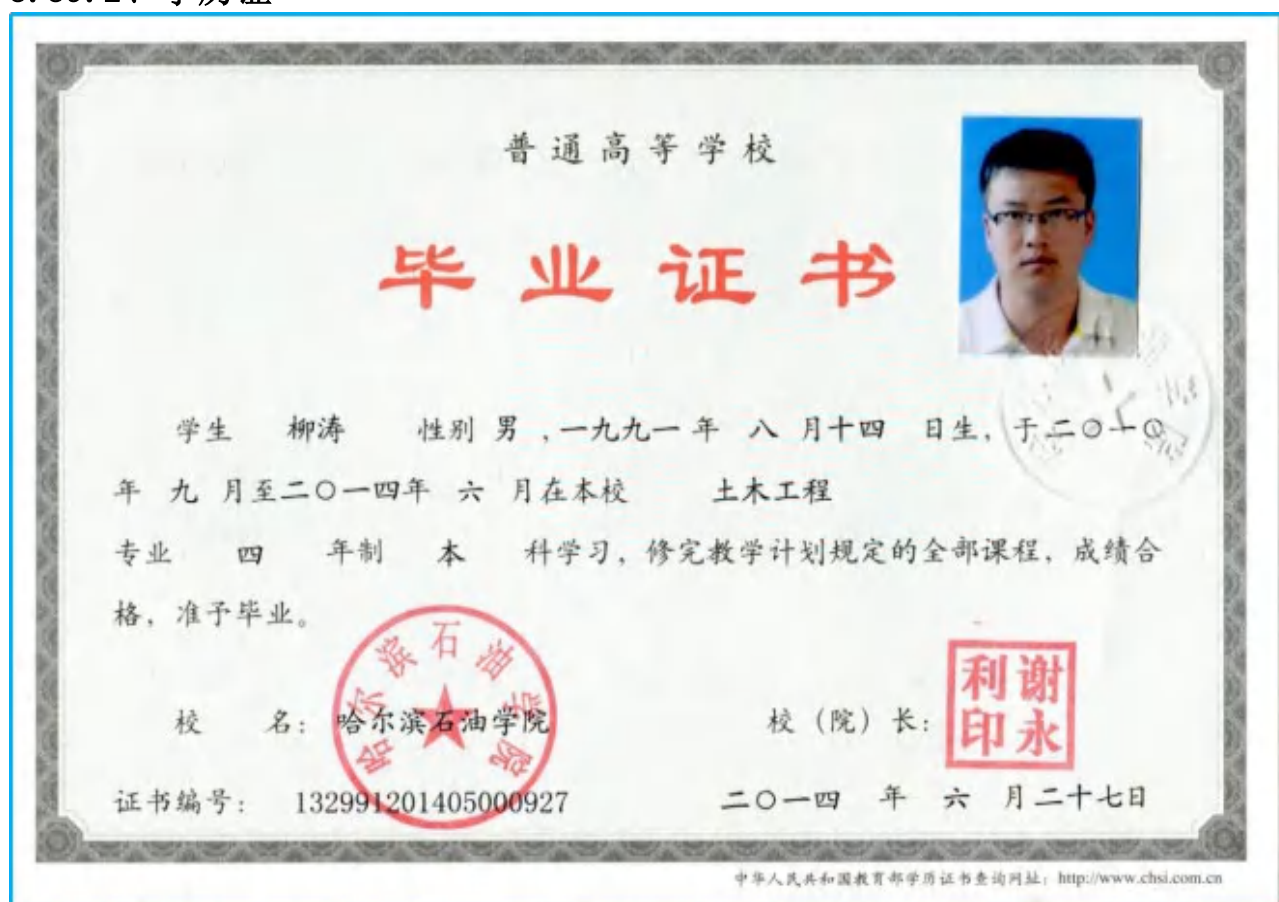 普通高等学校
毕业证书
学生 柳涛 性别 男 ,一九九一年 八 月十四 日生, 于二〇一〇
年 九 月至二〇一四年 六 月在本校 土木工程
专业 四 年制 本 科学习, 修完教学计划规定的全部课程, 成绩合
格, 准予毕业。
哈尔滨石油学院
校 名: 哈尔滨石油学院 校(院)长: 谢永利印
证书编号: 132991201405000927 二〇一四 年 六 月二十七日
中华人民共和国教育部学历证书查询网址: http://www.chsi.com.cn